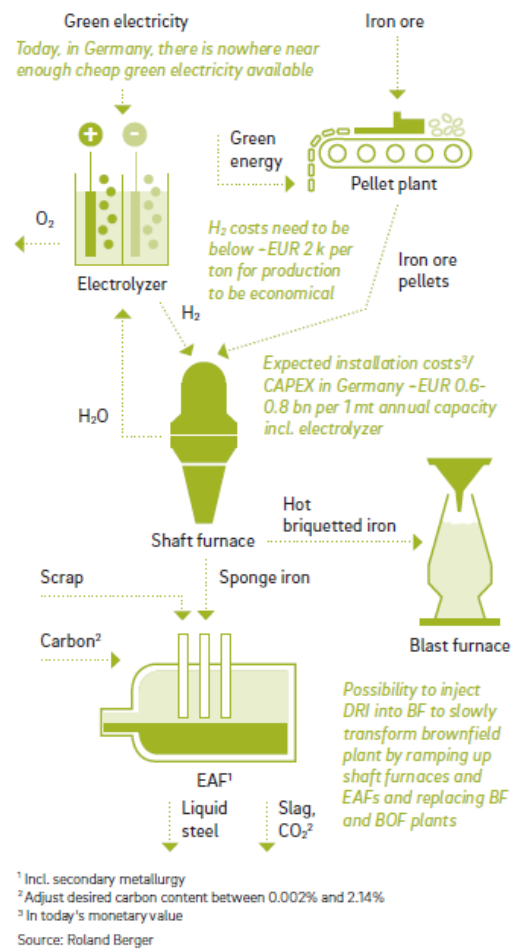 Green electricity
Today, in Germany, there is nowhere near
enough cheap green electricity available
Iron ore
+
–
Green
energy
Pellet plant
O₂
Electrolyzer
H₂ costs need to be
below ~EUR 2 k per
ton for production
to be economical
Iron ore
pellets
H₂
H₂O
Expected installation costs³/
CAPEX in Germany ~EUR 0.6-
0.8 bn per 1 mt annual capacity
incl. electrolyzer
Shaft furnace
Hot
briquetted iron
Blast furnace
Scrap
Sponge iron
Carbon²
EAF¹
Possibility to inject
DRI into BF to slowly
transform brownfield
plant by ramping up
shaft furnaces and
EAFs and replacing BF
and BOF plants
Liquid
steel
Slag,
CO₂²
¹ Incl. secondary metallurgy
² Adjust desired carbon content between 0.002% and 2.14%
³ In today's monetary value
Source: Roland Berger